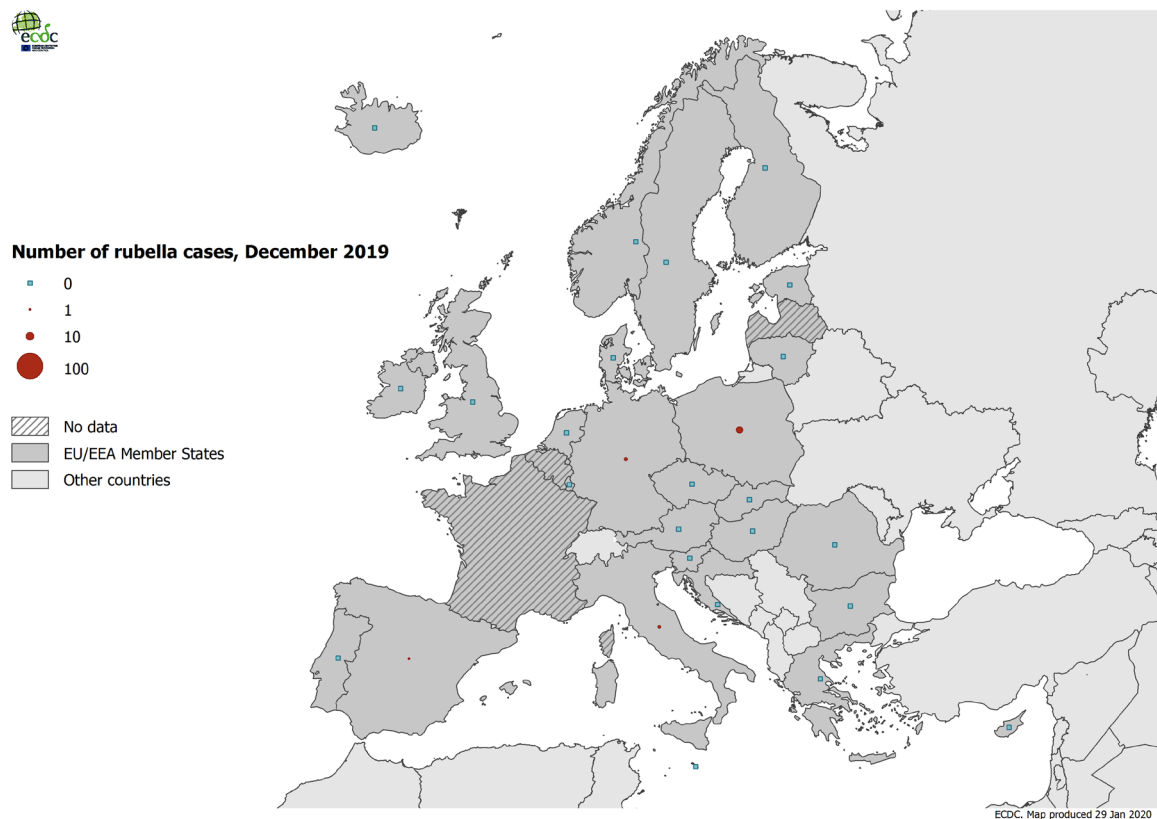 ecdc
Number of rubella cases, December 2019
0
1
10
100
No data
EU/EEA Member States
Other countries
ECDC. Map produced 29 Jan 2020